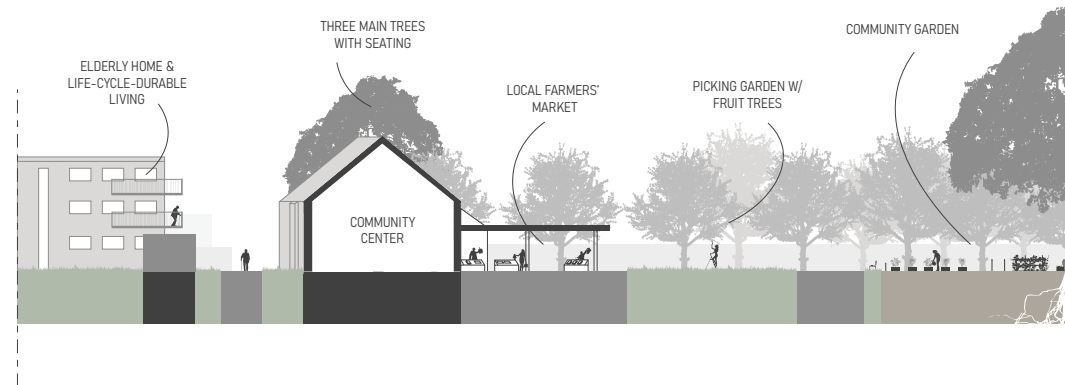 ELDERLY HOME &
LIFE-CYCLE-DURABLE
LIVING
THREE MAIN TREES
WITH SEATING
LOCAL FARMERS'
MARKET
PICKING GARDEN W/
FRUIT TREES
COMMUNITY GARDEN
COMMUNITY
CENTER